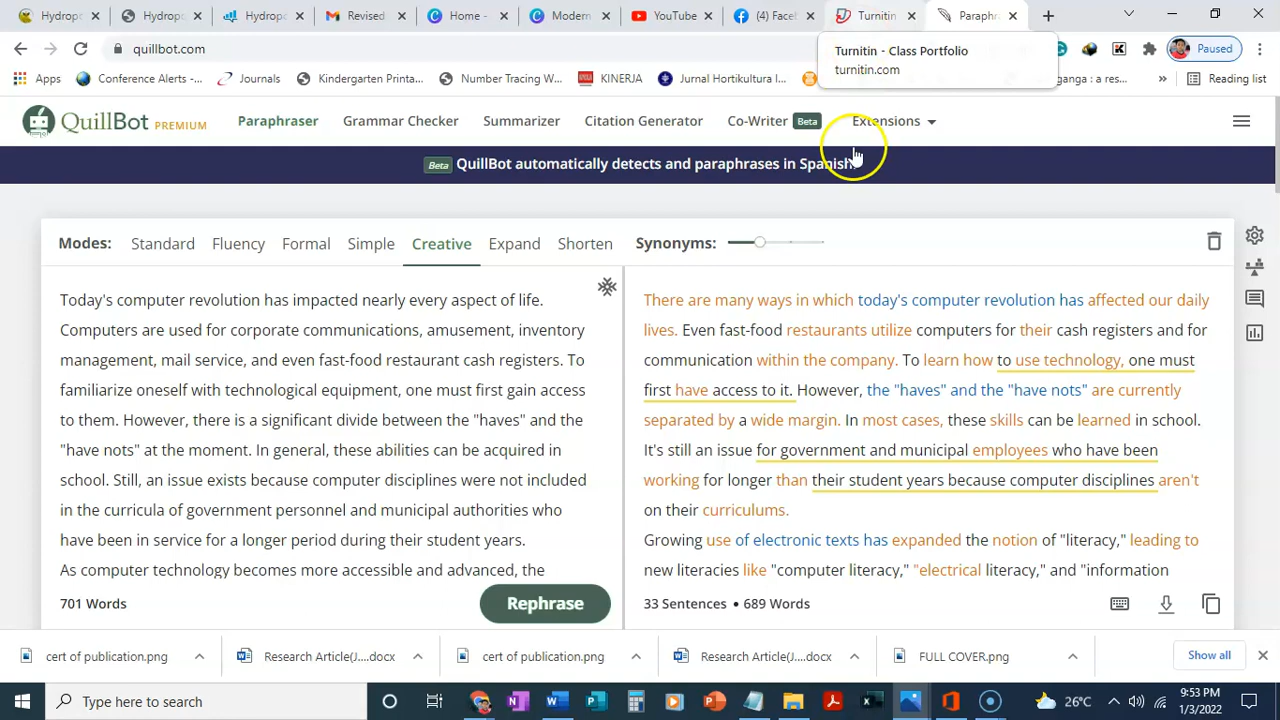 Hydropo
Hydropo
Hydropo
Revised
Home -
Modern
YouTube
(4) Faceb
Turnitin
Paraphra
quillbot.com
Turnitin - Class Portfolio
turnitin.com
Paused
Apps
Conference Alerts -...
Journals
Kindergarten Printa...
Number Tracing Wor...
KINERJA
Jurnal Hortikultura I...
ganga : a res...
»
Reading list
QuillBot PREMIUM
Paraphraser
Grammar Checker
Summarizer
Citation Generator
Co-Writer Beta
Extensions
Beta QuillBot automatically detects and paraphrases in Spanish
Modes: Standard Fluency Formal Simple Creative Expand Shorten
Synonyms:
Today's computer revolution has impacted nearly every aspect of life.
Computers are used for corporate communications, amusement, inventory
management, mail service, and even fast-food restaurant cash registers. To
familiarize oneself with technological equipment, one must first gain access
to them. However, there is a significant divide between the "haves" and the
"have nots" at the moment. In general, these abilities can be acquired in
school. Still, an issue exists because computer disciplines were not included
in the curricula of government personnel and municipal authorities who
have been in service for a longer period during their student years.
As computer technology becomes more accessible and advanced, the
701 Words
Rephrase
There are many ways in which today's computer revolution has affected our daily
lives. Even fast-food restaurants utilize computers for their cash registers and for
communication within the company. To learn how to use technology, one must
first have access to it. However, the "haves" and the "have nots" are currently
separated by a wide margin. In most cases, these skills can be learned in school.
It's still an issue for government and municipal employees who have been
working for longer than their student years because computer disciplines aren't
on their curriculums.
Growing use of electronic texts has expanded the notion of "literacy," leading to
new literacies like "computer literacy," "electrical literacy," and "information
33 Sentences • 689 Words
cert of publication.png
Research Article(J....docx
cert of publication.png
Research Article(J....docx
FULL COVER.png
Show all
Type here to search
26°C
9:53 PM
1/3/2022